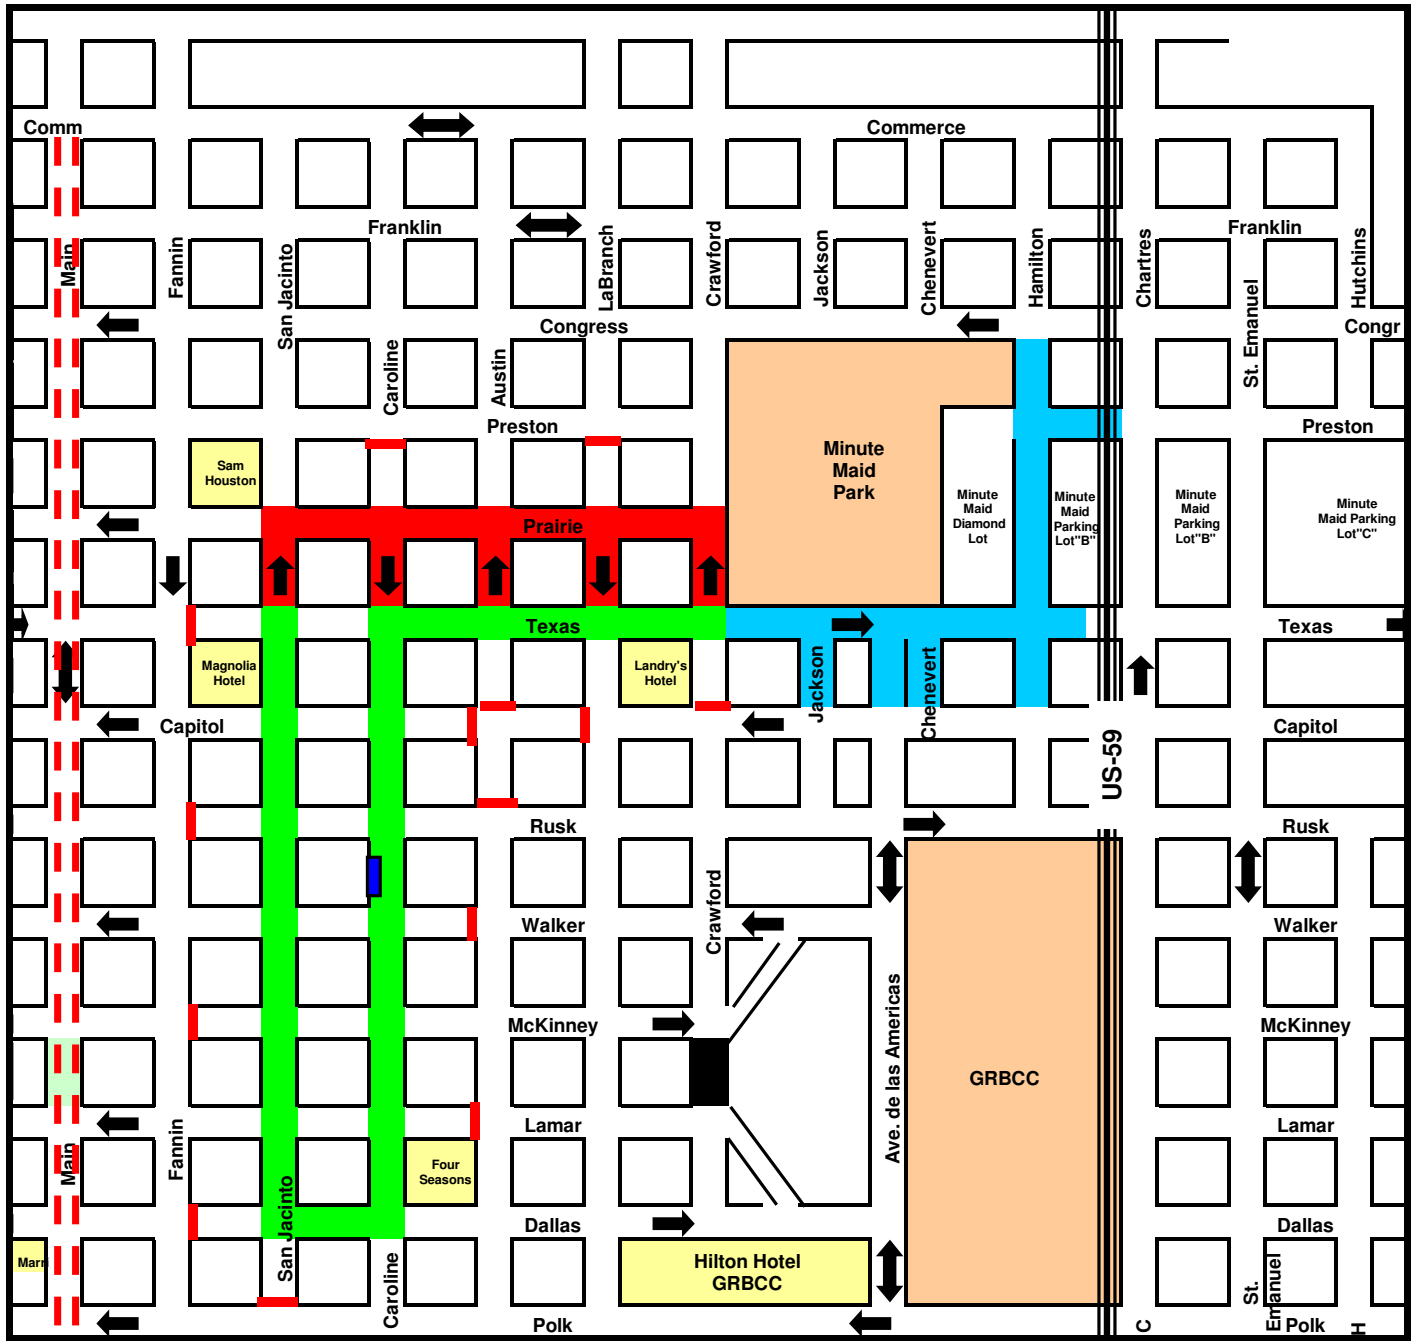 Comm
Commerce
Franklin
Franklin
Main
Fannin
San Jacinto
LaBranch
Crawford
Jackson
Chenevert
Hamilton
Chartres
St. Emanuel
Hutchins
Congress
Congr
Caroline
Austin
Preston
Preston
Sam
Houston
Minute
Maid
Park
Minute
Maid
Diamond
Lot
Minute
Maid
Parking
Lot"B"
Minute
Maid
Parking
Lot"B"
Minute
Maid Parking
Lot"C"
Prairie
Texas
Texas
Magnolia
Hotel
Landry's
Hotel
Jackson
Chenevert
Capitol
Capitol
US-59
Rusk
Rusk
Crawford
Walker
Walker
McKinney
McKinney
Ave. de las Americas
GRBCC
Lamar
Lamar
Main
Fannin
Four
Seasons
San Jacinto
Dallas
Dallas
Marri
Caroline
Hilton Hotel
GRBCC
St.
Emanuel
Polk
C
Polk
H